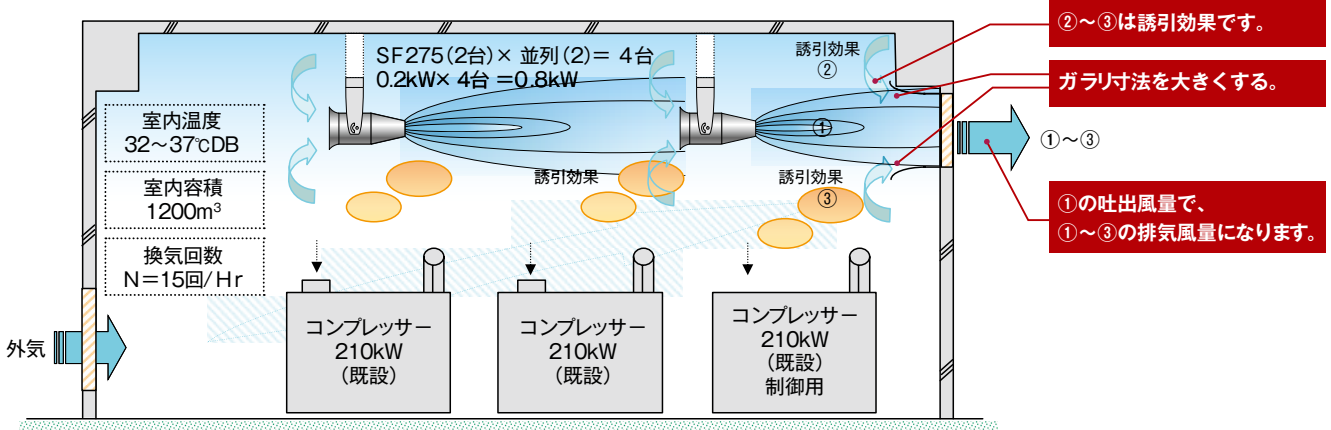 SF275(2台)× 並列(2)= 4台
0.2kW× 4台 =0.8kW
誘引効果
②
②〜③は誘引効果です。
ガラリ寸法を大きくする。
室内温度
32〜37℃DB
室内容積
1200m³
換気回数
N=15回/Hr
①
①〜③
誘引効果
誘引効果
③
①の吐出風量で、
①〜③の排気風量になります。
外気
コンプレッサー
210kW
(既設)
コンプレッサー
210kW
(既設)
コンプレッサー
210kW
(既設)
制御用